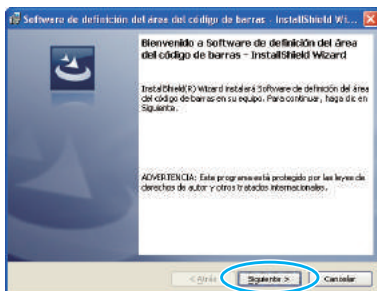 Software de definición del área del código de barras - InstallShield Wi...
Bienvenido a Software de definición del área
del código de barras - InstallShield Wizard
InstallShield(R) Wizard instalará Software de definición del área
del código de barras en su equipo. Para continuar, haga clic en
Siguiente.
ADVERTENCIA: Este programa está protegido por las leyes de
derechos de autor y otros tratados internacionales.
< Atrás
Siguiente >
Cancelar